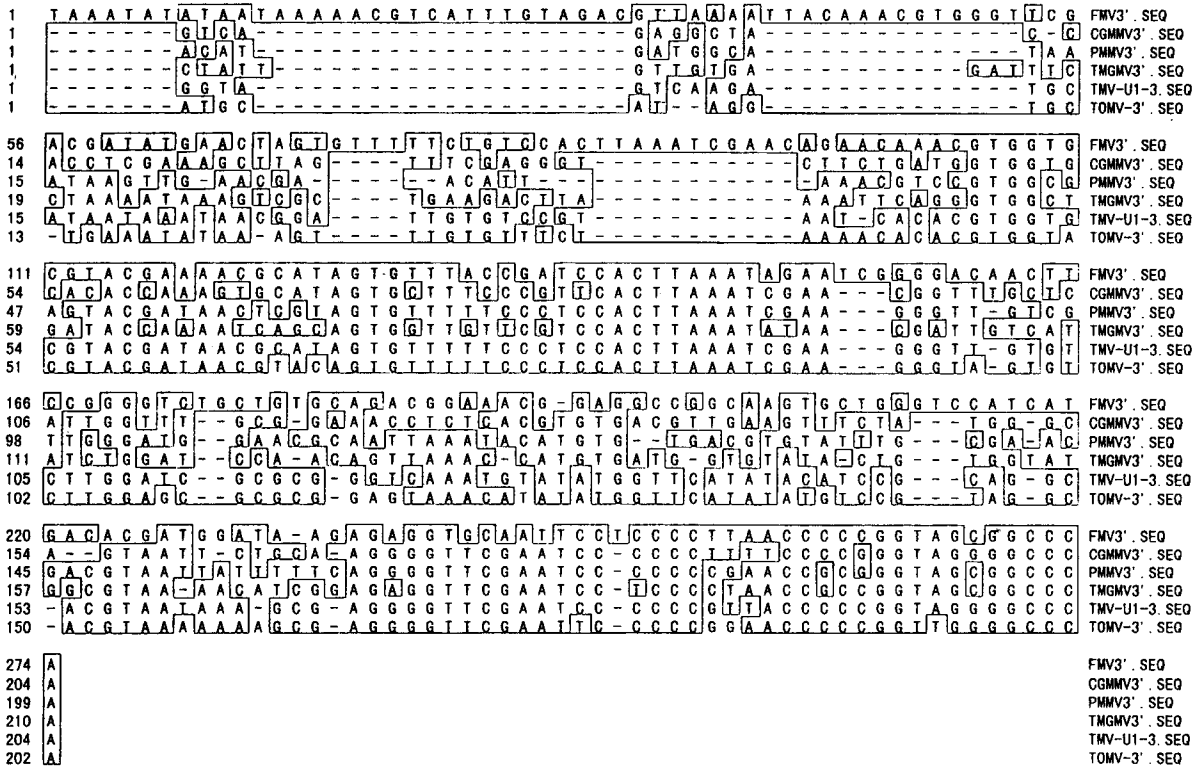 1 TAAATATATAATAAAAACGTCATTTGTAGACGTTAAAATTACAAACGTGGGTTCG FMV3'.SEQ
1 -------GTCA--------------------GAGGCTA--------------C-C CGMMV3'.SEQ
1 -------ACAT--------------------GATGGCA--------------TAA PMMV3'.SEQ
1 -------CTATT-------------------GTTGTGA-----------GATTTC TMGMV3'.SEQ
1 -------GGTA--------------------GTCAAGA--------------TGC TMV-U1-3.SEQ
1 -------ATGC--------------------AT--AGG--------------TGC TOMV-3'.SEQ
56 ACGATATGAACTAGTGTTTTTCTGTCCACTTAAATCGAACAGAACAAACGTGGTG FMV3'.SEQ
14 ACCTCGAAAGCTTAG----TTTCGAGGGT-----------CTTCTGATGGTGGTG CGMMV3'.SEQ
15 ATAAGTTG-AACGA-------ACATT---------------AAACGTCCGTGGCG PMMV3'.SEQ
19 CTAAAATAAAGTCGC----TGAAGACTTA-----------AAATTCAGGGTGGCT TMGMV3'.SEQ
15 ATAATAAATAACGGA----TTGTGTCCGT-----------AAT-CACACGTGGTG TMV-U1-3.SEQ
13 -TGAAATATAA-AGT----TTGTGTTTCT-----------AAAACACACGTGGTA TOMV-3'.SEQ
111 CGTACGAAAACGCATAGTGTTTACCGATCCACTTAAATAGAATCGGGGACAACTT FMV3'.SEQ
54 CACACCAAAGTGCATAGTGCTTTCCCGTTCACTTAAATCGAA---CGGTTTGCTC CGMMV3'.SEQ
47 AGTACGATAACTCGTAGTGTTTTTCCCTCCACTTAAATCGAA---GGGTT-GTCG PMMV3'.SEQ
59 GATACCAAAATCAGCAGTGGTTGTTCGTCCACTTAAATATAA---CGATTGTCAT TMGMV3'.SEQ
54 CGTACGATAACGCATAGTGTTTTTCCCTCCACTTAAATCGAA---GGGTT-GTGT TMV-U1-3.SEQ
51 CGTACGATAACGTACAGTGTTTTTCCCTCCACTTAAATCGAA---GGGTA-GTGT TOMV-3'.SEQ
166 CCGGGGTCTGCTGTGCAGACGGAAACG-GAGGCCGGCAAGTGCTGGGTCCATCAT FMV3'.SEQ
106 ATTGGTTT--GCG-GAAACCTCTCACGTGTGACGTTGAAGTTTCTA---TGG-GC CGMMV3'.SEQ
98 TTGGGATG--GAACGCAATTAAATACATGTG--TGACGTGTATTTG---CGA-AC PMMV3'.SEQ
111 ATCTGGAT--CCA-ACAGTTAAAC-CATGTGATG-GTGTATA-CTG---TGGTAT TMGMV3'.SEQ
105 CTTGGATC--GCGCG-GGTCAAATGTATATGGTTCATATACATCCG---CAG-GC TMV-U1-3.SEQ
102 CTTGGAGC--GCGCG-GAGTAAACATATATGGTTCATATATGTCCG---TAG-GC TOMV-3'.SEQ
220 GACACGATGGATA-AGAGAGGTGCAATTCCTCCCCTTAACCCCCGGTAGCGGCCC FMV3'.SEQ
154 A--GTAATT-CTGCA-AGGGGTTCGAATCC-CCCCTTTTCCCCGGGTAGGGGCCC CGMMV3'.SEQ
145 GACGTAATTATTTTTCAGGGGTTCGAATCC-CCCCCGAACCGCGGGTAGCGGCCC PMMV3'.SEQ
157 GGCGTAA-AACATCGGAGAGGTTCGAATCC-TCCCCTAACCGCCGGTAGCGGCCC TMGMV3'.SEQ
153 -ACGTAATAAA-GCG-AGGGGTTCGAATCC-CCCCGTTACCCCCGGTAGGGGCCC TMV-U1-3.SEQ
150 -ACGTAAAAAAAGCG-AGGGGTTCGAATTC-CCCCGGAACCCCCGGTTGGGGCCC TOMV-3'.SEQ
274 A FMV3'.SEQ
204 A CGMMV3'.SEQ
199 A PMMV3'.SEQ
210 A TMGMV3'.SEQ
204 A TMV-U1-3.SEQ
202 A TOMV-3'.SEQ